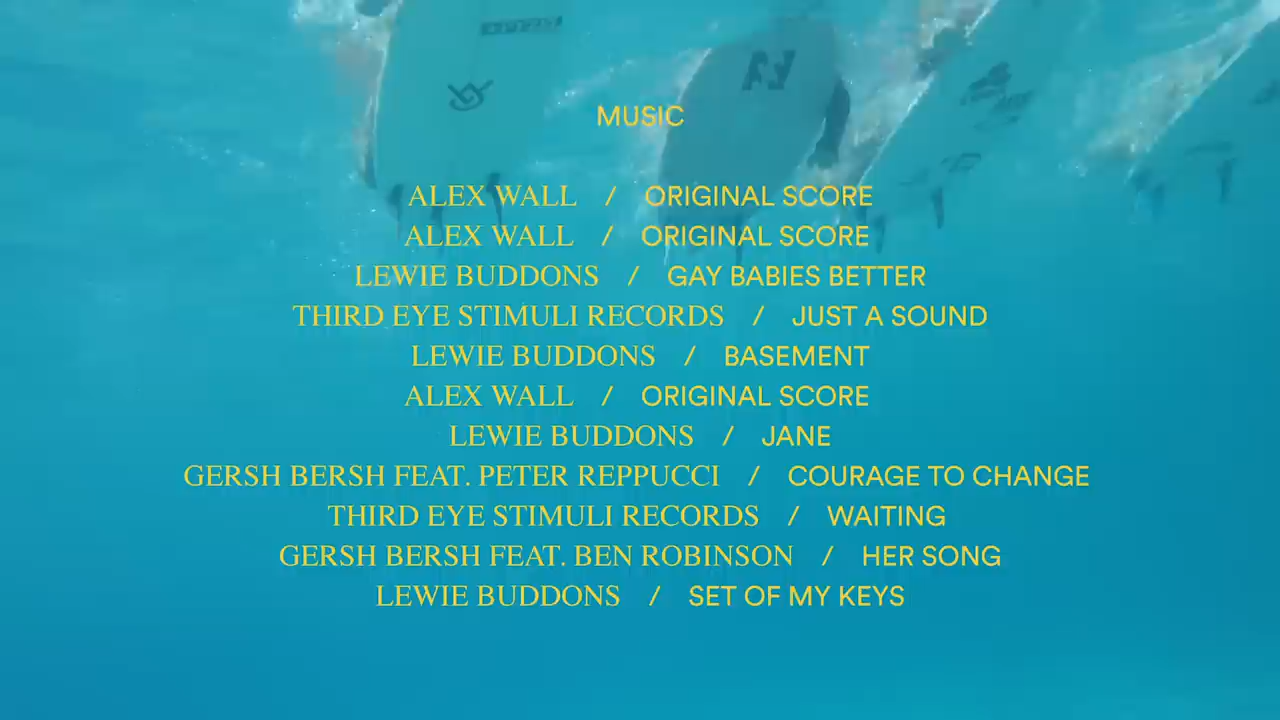 MUSIC
ALEX WALL / ORIGINAL SCORE
ALEX WALL / ORIGINAL SCORE
LEWIE BUDDONS / GAY BABIES BETTER
THIRD EYE STIMULI RECORDS / JUST A SOUND
LEWIE BUDDONS / BASEMENT
ALEX WALL / ORIGINAL SCORE
LEWIE BUDDONS / JANE
GERSH BERSH FEAT. PETER REPPUCCI / COURAGE TO CHANGE
THIRD EYE STIMULI RECORDS / WAITING
GERSH BERSH FEAT. BEN ROBINSON / HER SONG
LEWIE BUDDONS / SET OF MY KEYS